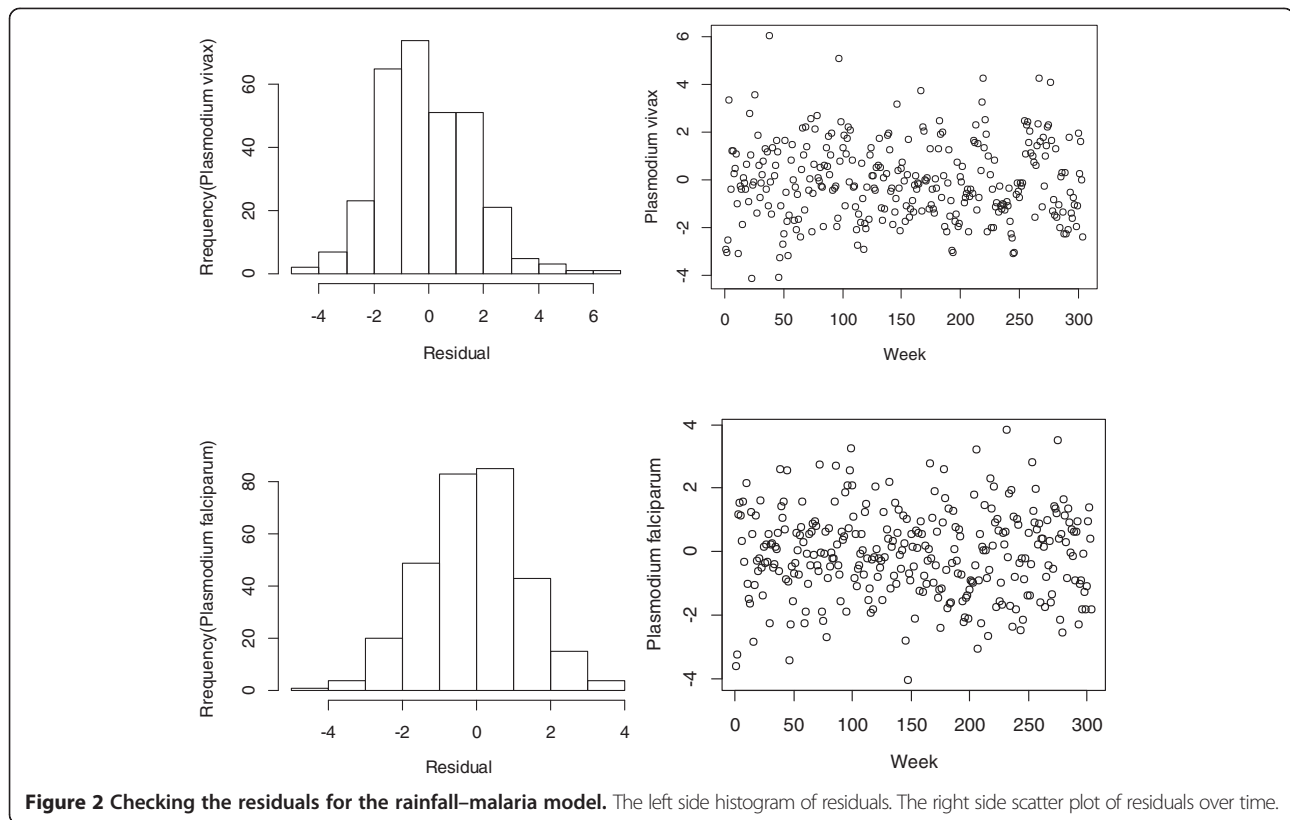 Rrequency(Plasmodium vivax)
60
40
20
0
-4 -2 0 2 4 6
Residual
Plasmodium vivax
6
4
2
0
-2
-4
0 50 100 150 200 250 300
Week
Rrequency(Plasmodium falciparum)
80
60
40
20
0
-4 -2 0 2 4
Residual
Plasmodium falciparum
4
2
0
-2
-4
0 50 100 150 200 250 300
Week
Figure 2 Checking the residuals for the rainfall–malaria model. The left side histogram of residuals. The right side scatter plot of residuals over time.